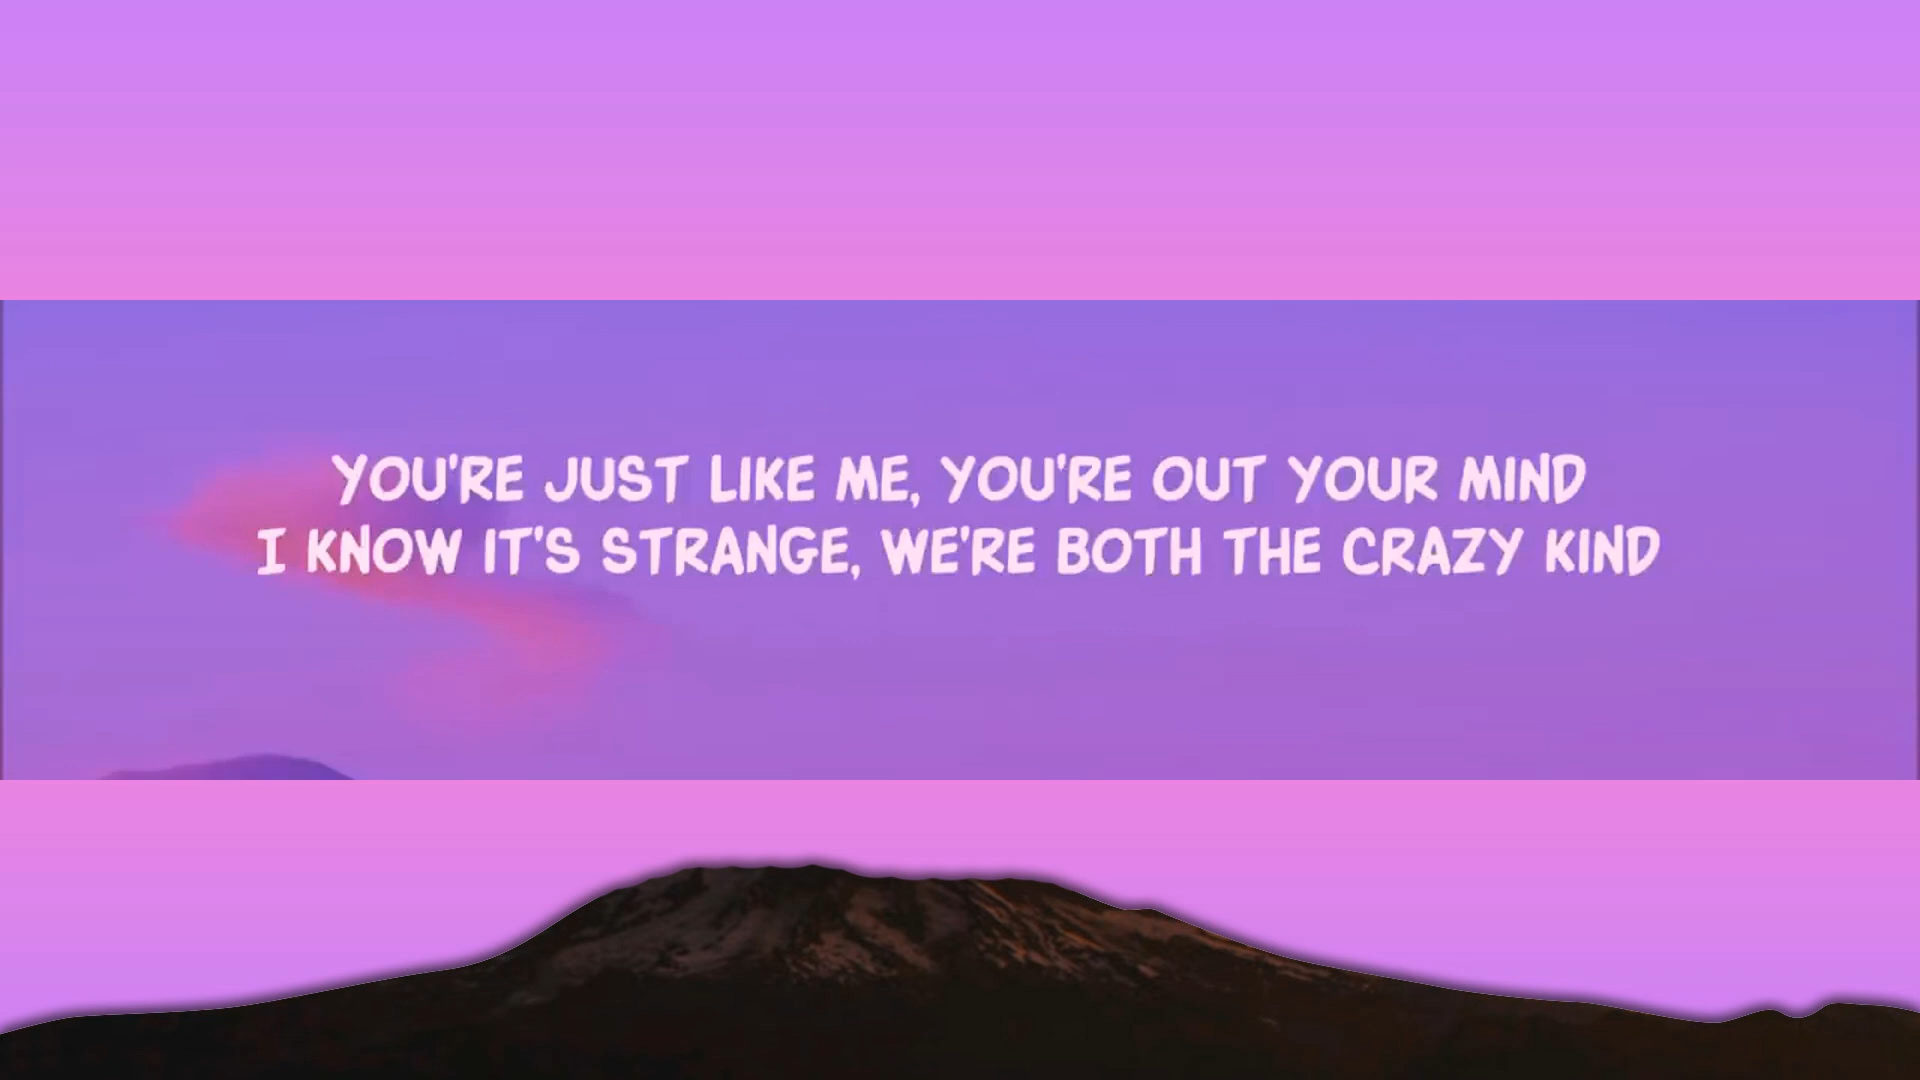 YOU'RE JUST LIKE ME, YOU'RE OUT YOUR MIND
I KNOW IT'S STRANGE, WE'RE BOTH THE CRAZY KIND